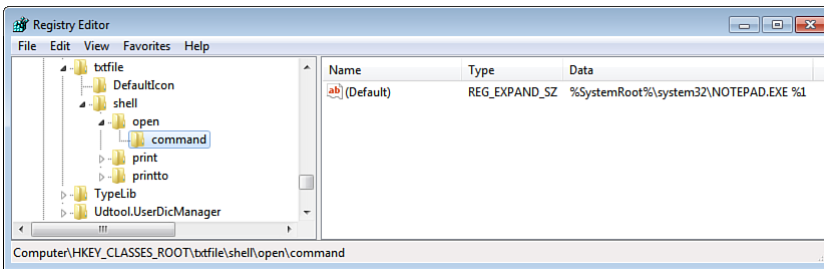 Registry Editor
File Edit View Favorites Help
txtfile
DefaultIcon
shell
open
command
print
printto
TypeLib
Udtool.UserDicManager
Name Type Data
ab (Default) REG_EXPAND_SZ %SystemRoot%\system32\NOTEPAD.EXE %1
Computer\HKEY_CLASSES_ROOT\txtfile\shell\open\command